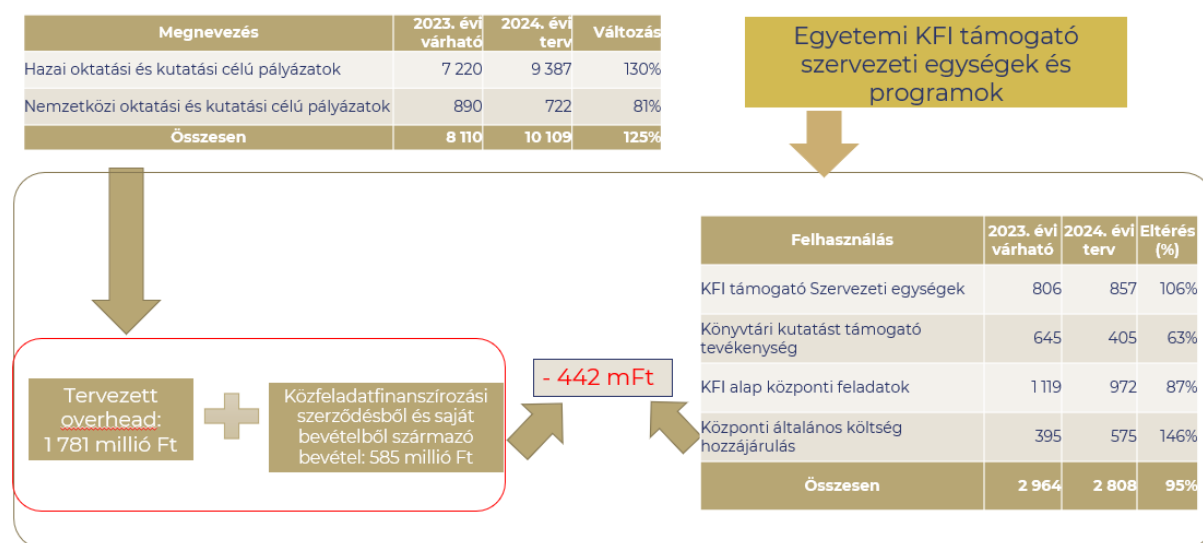 Megnevezés 2023. évi várható 2024. évi terv Változás
Hazai oktatási és kutatási célú pályázatok 7 220 9 387 130%
Nemzetközi oktatási és kutatási célú pályázatok 890 722 81%
Összesen 8 110 10 109 125%
Egyetemi KFI támogató
szervezeti egységek és
programok
Felhasználás 2023. évi várható 2024. évi terv Eltérés (%)
KFI támogató Szervezeti egységek 806 857 106%
Könyvtári kutatást támogató
tevékenység 645 405 63%
KFI alap központi feladatok 1 119 972 87%
Központi általános költség
hozzájárulás 395 575 146%
Összesen 2 964 2 808 95%
Tervezett
overhead:
1 781 millió Ft
Közfeladatfinanszírozási
szerződésből és saját
bevételből származó
bevétel: 585 millió Ft
- 442 mFt